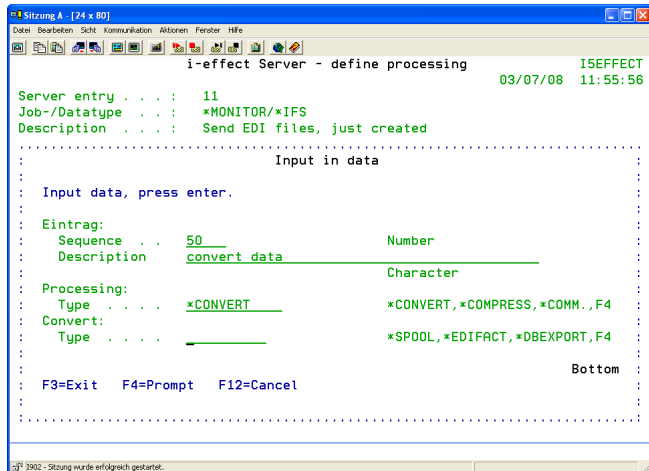 Sitzung A - [24 x 80]
Datei Bearbeiten Sicht Kommunikation Aktionen Fenster Hilfe
i-effect Server - define processing I5EFFECT
03/07/08 11:55:56
Server entry . . . : 11
Job-/Datatype . . : *MONITOR/*IFS
Description . . . : Send EDI files, just created
Input in data
Input data, press enter.
Eintrag:
Sequence . . 50 Number
Description convert data
Character
Processing:
Type . . . . *CONVERT *CONVERT,*COMPRESS,*COMM.,F4
Convert:
Type . . . . *SPOOL,*EDIFACT,*DBEXPORT,F4
Bottom
F3=Exit F4=Prompt F12=Cancel
I902 - Sitzung wurde erfolgreich gestartet.